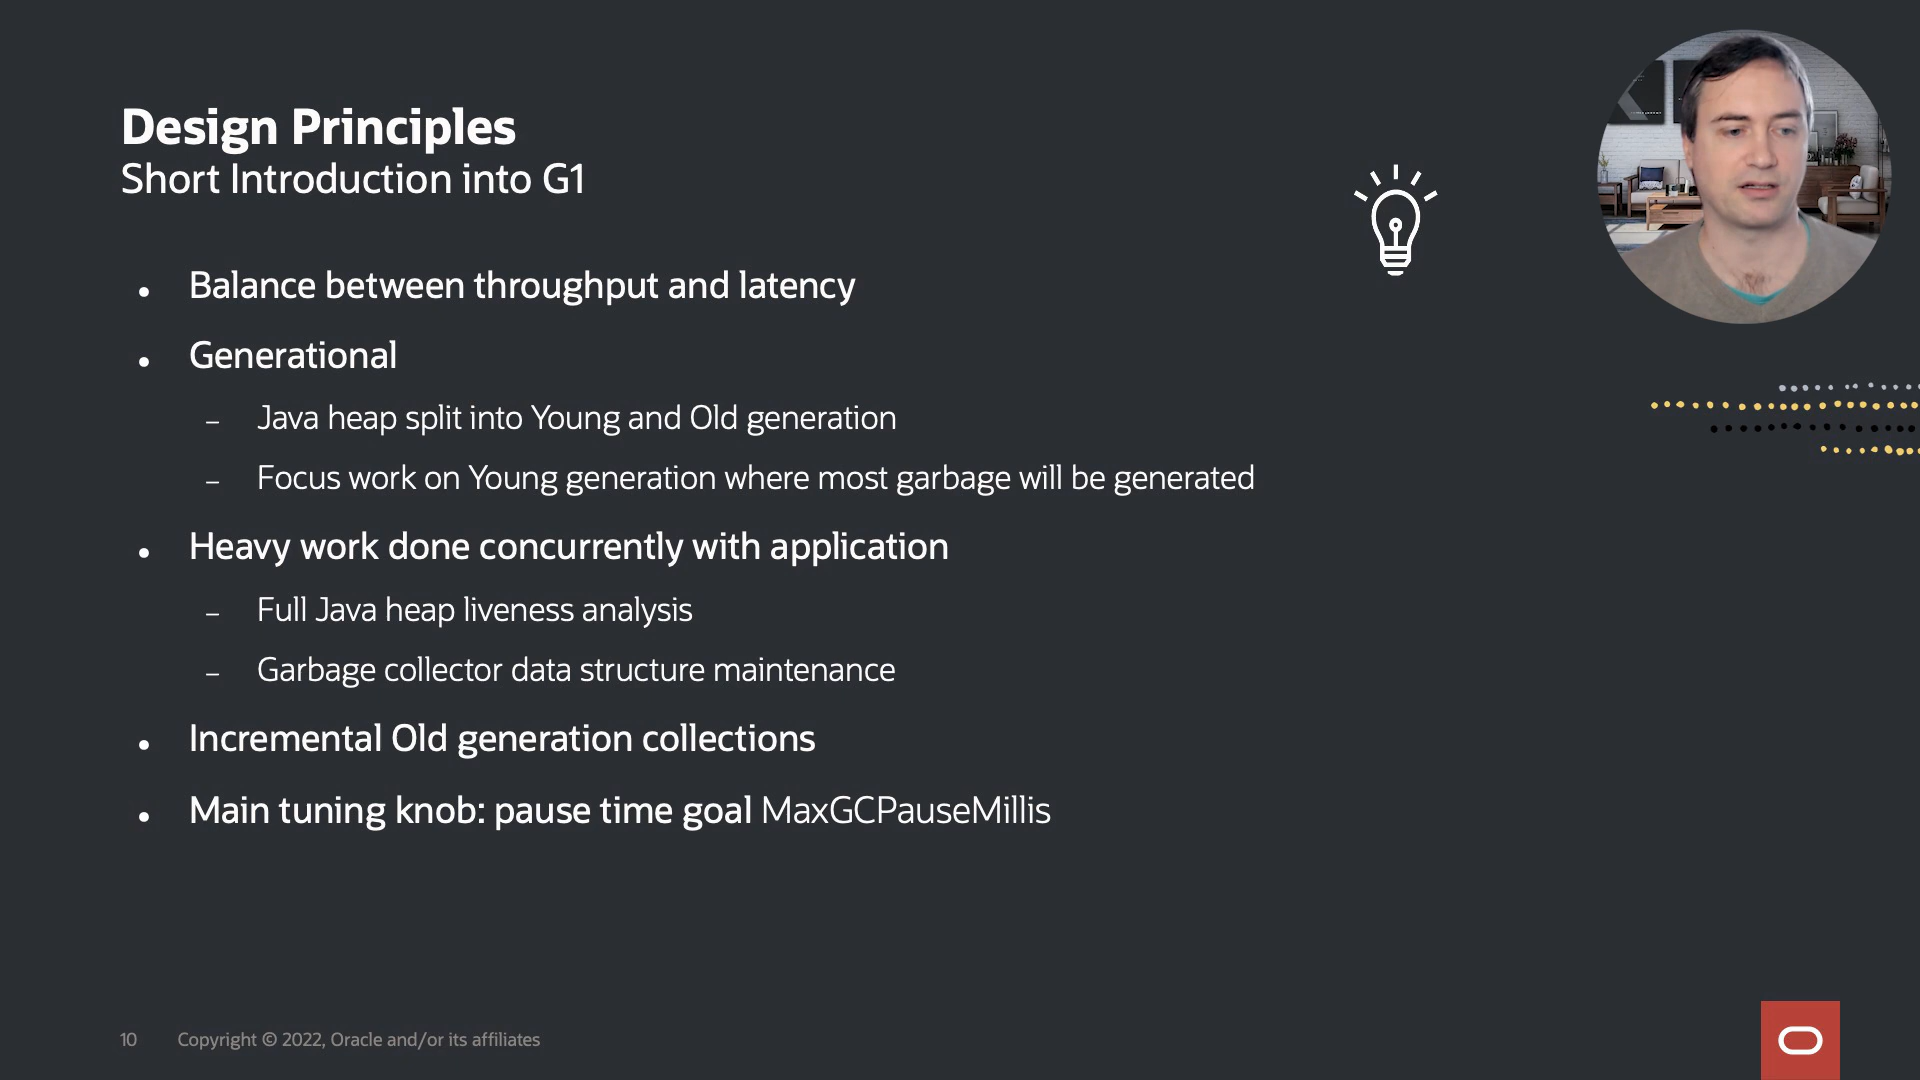 Design Principles
Short Introduction into G1
• Balance between throughput and latency
• Generational
– Java heap split into Young and Old generation
– Focus work on Young generation where most garbage will be generated
• Heavy work done concurrently with application
– Full Java heap liveness analysis
– Garbage collector data structure maintenance
• Incremental Old generation collections
• Main tuning knob: pause time goal MaxGCPauseMillis
10 Copyright © 2022, Oracle and/or its affiliates